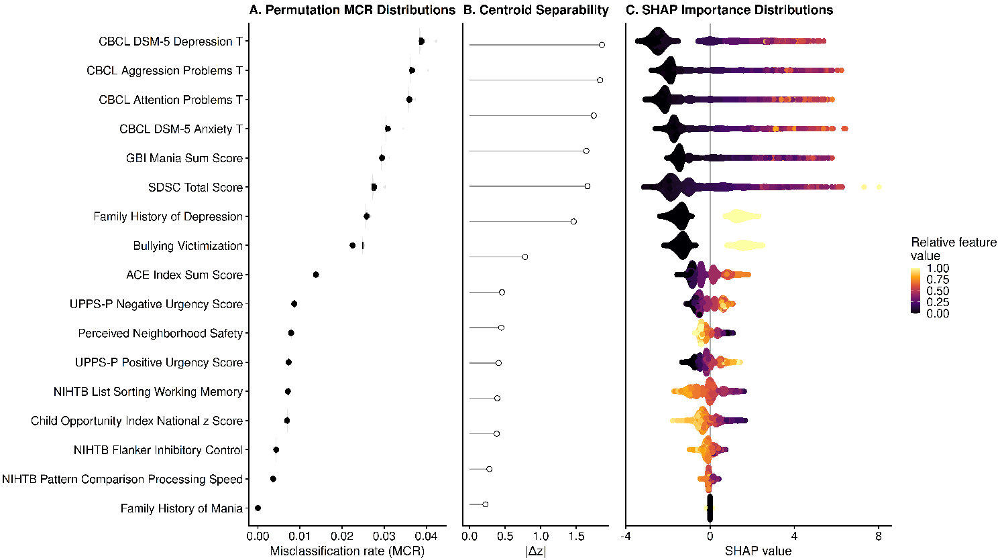 A. Permutation MCR Distributions
B. Centroid Separability
C. SHAP Importance Distributions
CBCL DSM-5 Depression T
CBCL Aggression Problems T
CBCL Attention Problems T
CBCL DSM-5 Anxiety T
GBI Mania Sum Score
SDSC Total Score
Family History of Depression
Bullying Victimization
ACE Index Sum Score
UPPS-P Negative Urgency Score
Perceived Neighborhood Safety
UPPS-P Positive Urgency Score
NIHTB List Sorting Working Memory
Child Opportunity Index National z Score
NIHTB Flanker Inhibitory Control
NIHTB Pattern Comparison Processing Speed
Family History of Mania
0.00 0.01 0.02 0.03 0.04
Misclassification rate (MCR)
0.0 0.5 1.0 1.5
|Δz|
-4 0 4 8
SHAP value
Relative feature
value
1.00
0.75
0.50
0.25
0.00